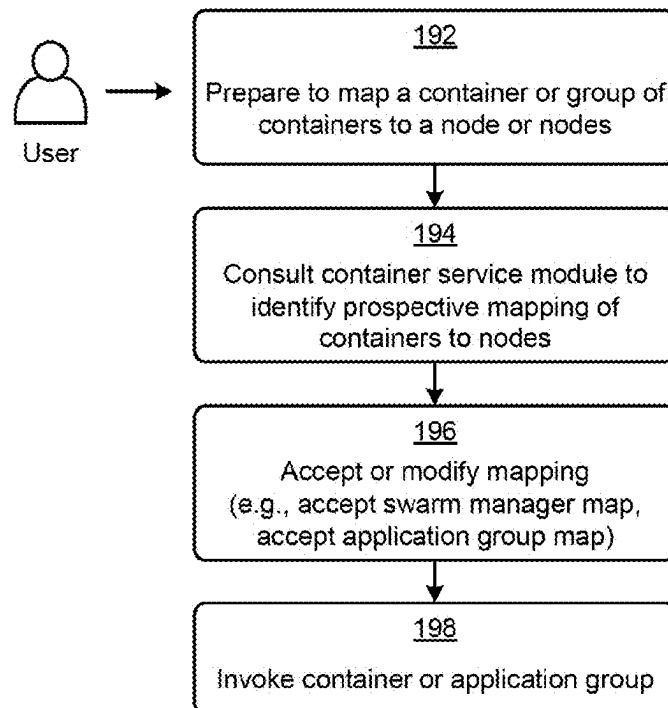 192
Prepare to map a container or group of
containers to a node or nodes
User
194
Consult container service module to
identify prospective mapping of
containers to nodes
196
Accept or modify mapping
(e.g., accept swarm manager map,
accept application group map)
198
Invoke container or application group